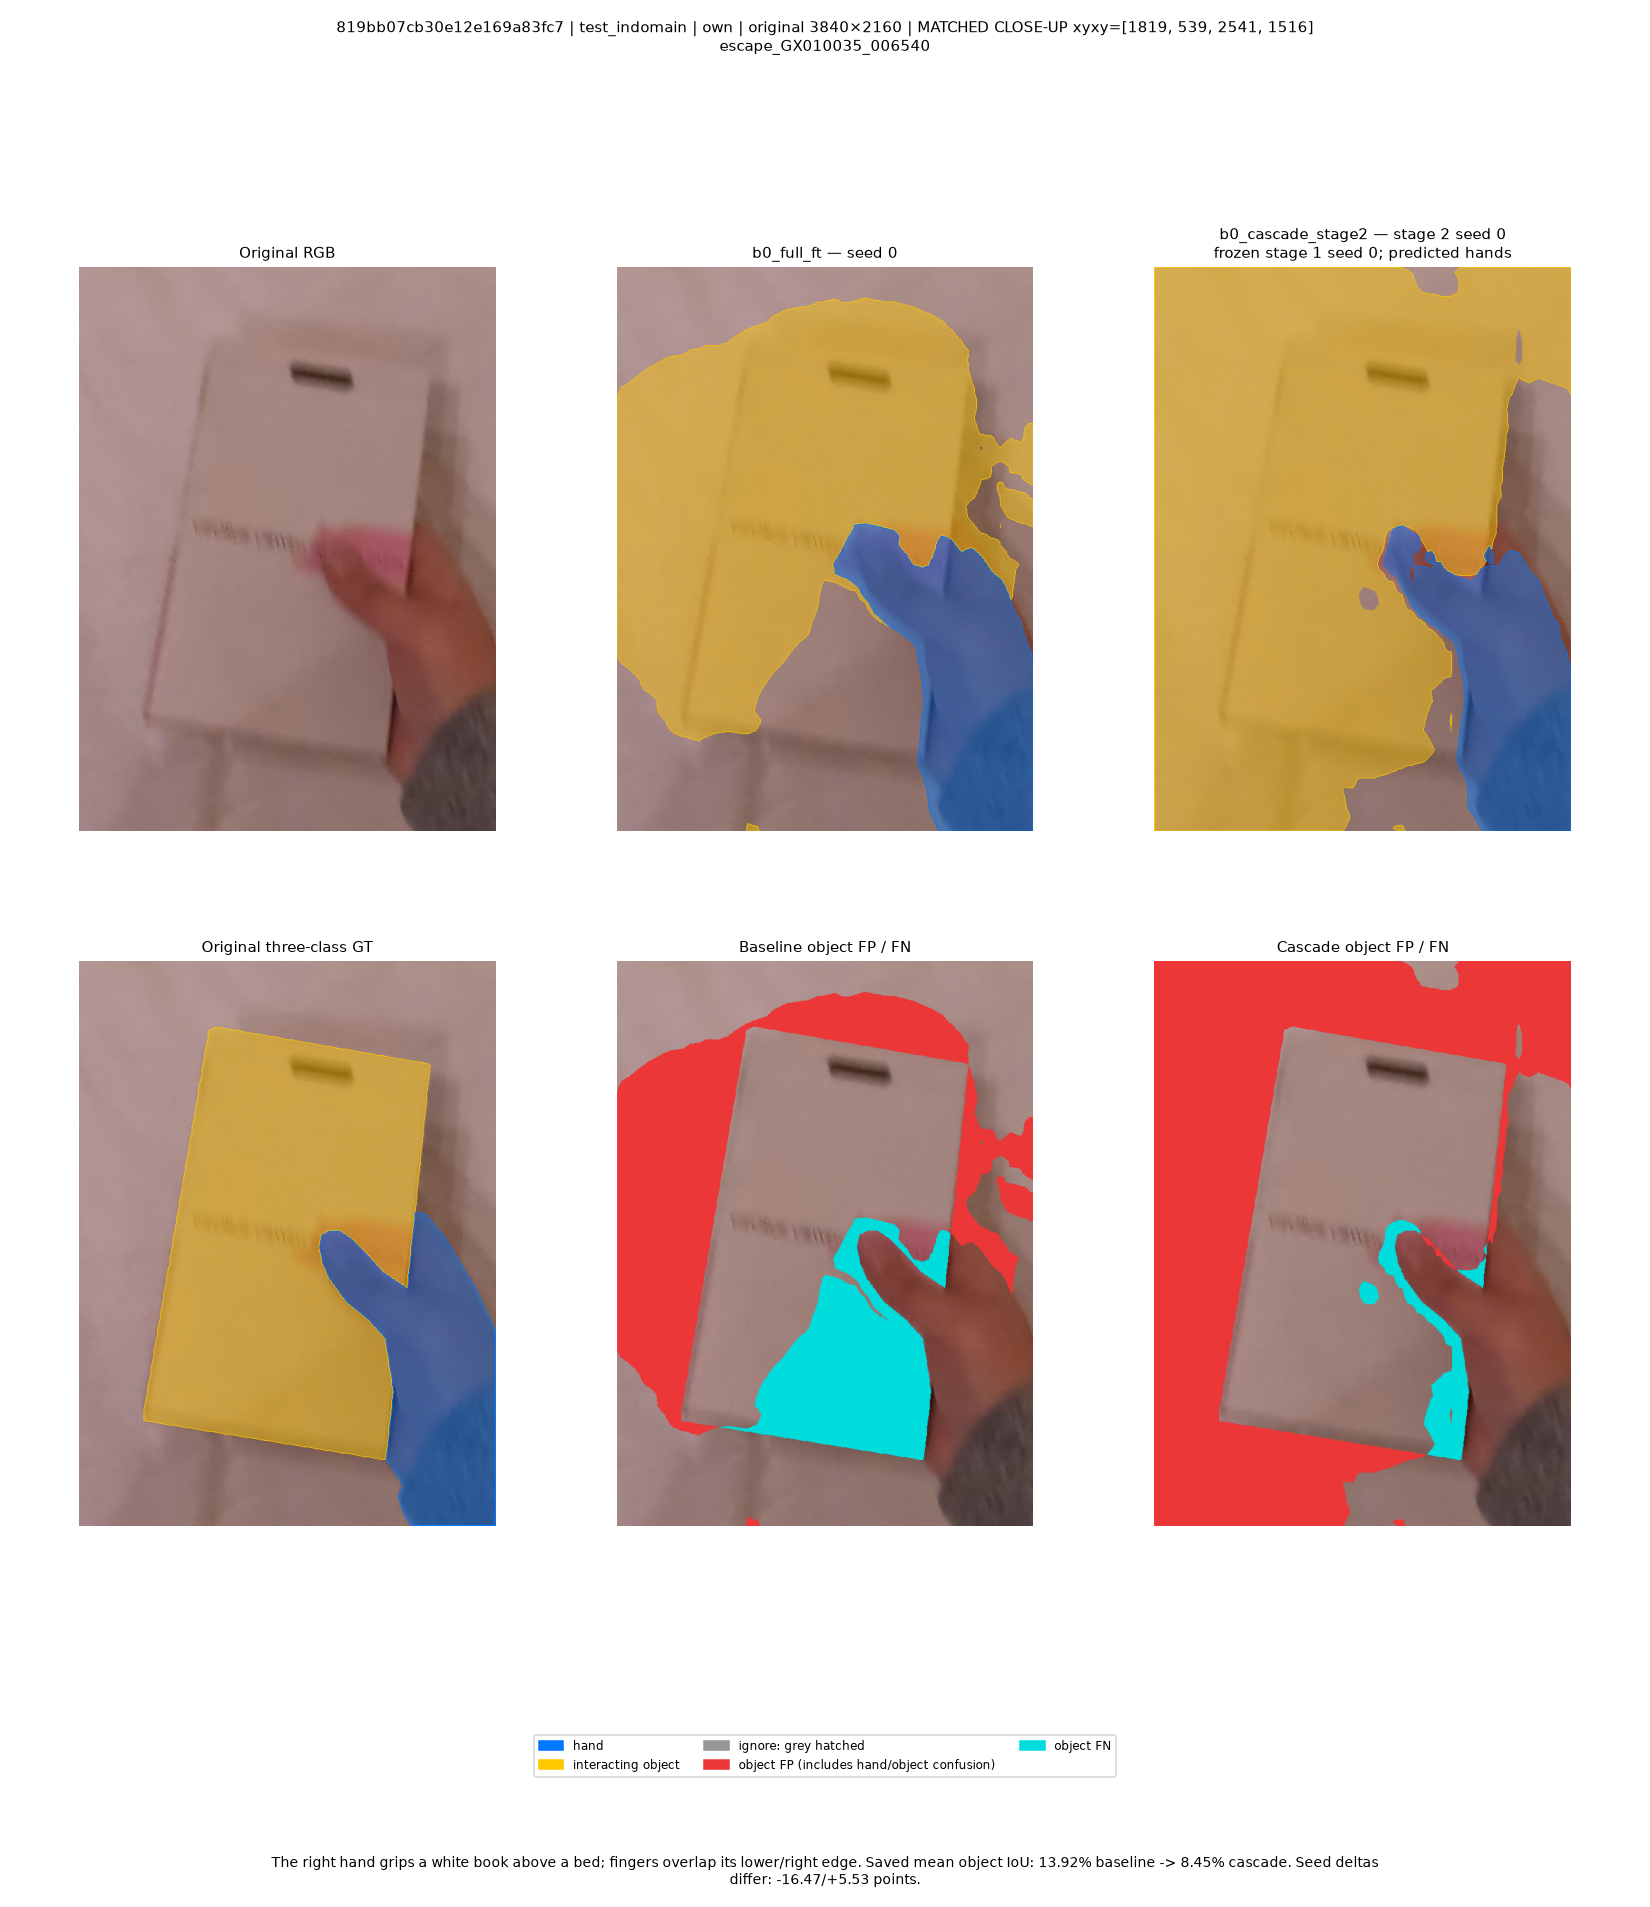 819bb07cb30e12e169a83fc7 | test_indomain | own | original 3840×2160 | MATCHED CLOSE-UP xyxy=[1819, 539, 2541, 1516]
escape_GX010035_006540
Original RGB
b0_full_ft — seed 0
b0_cascade_stage2 — stage 2 seed 0
frozen stage 1 seed 0; predicted hands
Original three-class GT
Baseline object FP / FN
Cascade object FP / FN
hand
interacting object
ignore: grey hatched
object FP (includes hand/object confusion)
object FN
The right hand grips a white book above a bed; fingers overlap its lower/right edge. Saved mean object IoU: 13.92% baseline -> 8.45% cascade. Seed deltas
differ: -16.47/+5.53 points.